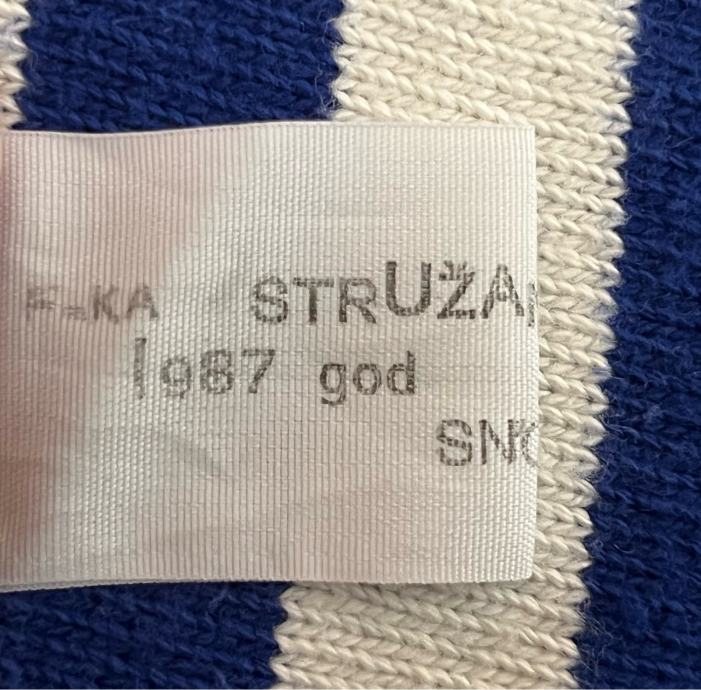 F-KA STRUŽA
1987 god
SN